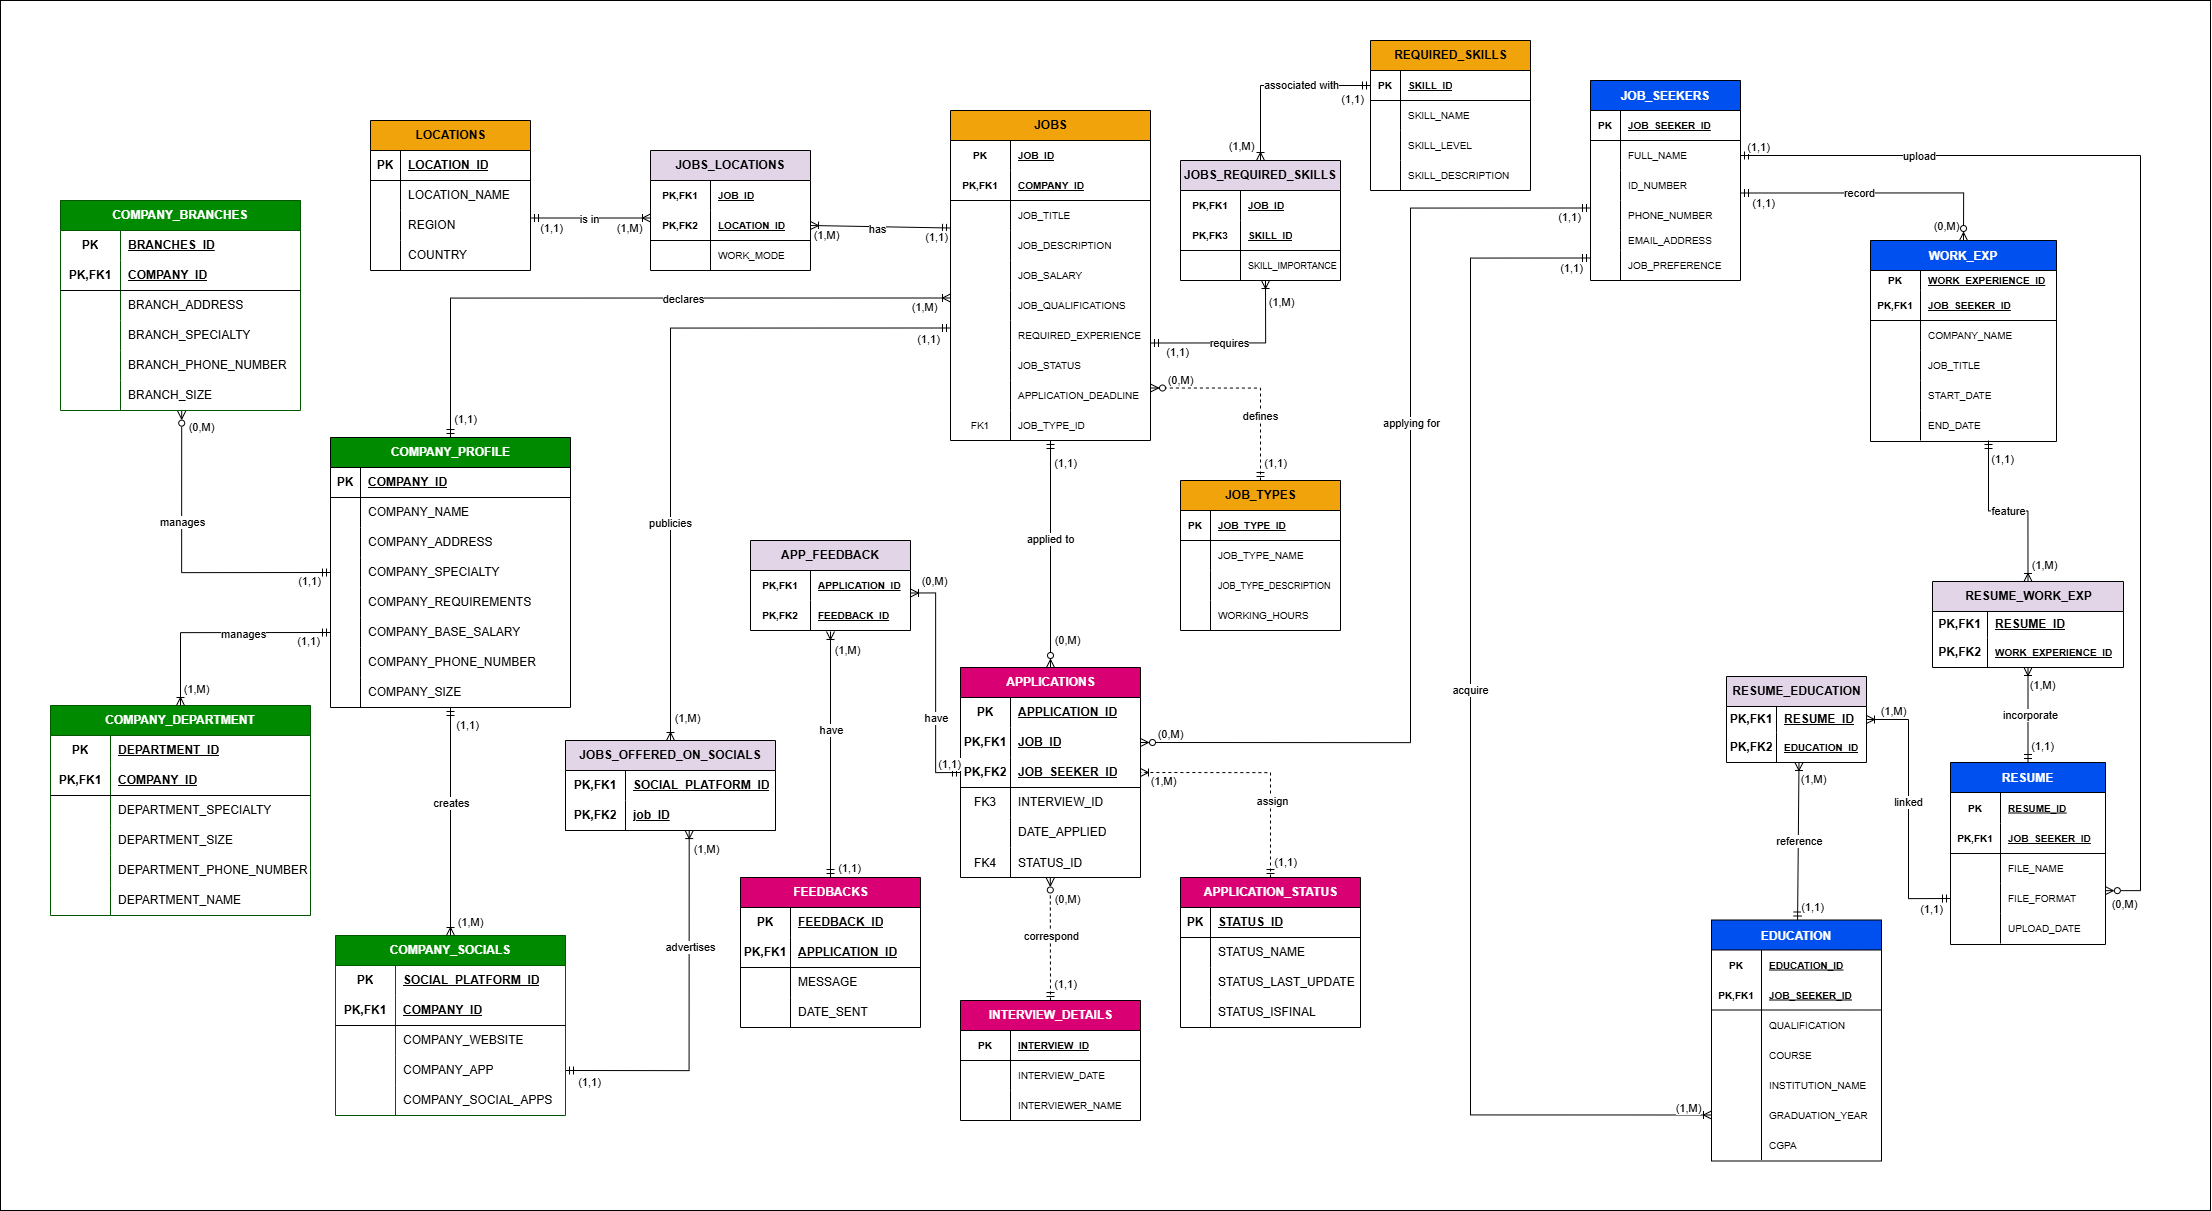 REQUIRED_SKILLS
PK SKILL_ID
SKILL_NAME
SKILL_LEVEL
SKILL_DESCRIPTION
associated with
(1,1)
(1,M)
JOB_SEEKERS
PK JOB_SEEKER_ID
FULL_NAME
ID_NUMBER
PHONE_NUMBER
EMAIL_ADDRESS
JOB_PREFERENCE
(1,1)
upload
(1,1)
record
(0,M)
(1,1)
(1,1)
LOCATIONS
PK LOCATION_ID
LOCATION_NAME
REGION
COUNTRY
(1,1)
is in
(1,M)
JOBS_LOCATIONS
PK,FK1 JOB_ID
PK,FK2 LOCATION_ID
WORK_MODE
(1,M)
has
(1,1)
JOBS
PK JOB_ID
PK,FK1 COMPANY_ID
JOB_TITLE
JOB_DESCRIPTION
JOB_SALARY
JOB_QUALIFICATIONS
REQUIRED_EXPERIENCE
JOB_STATUS
APPLICATION_DEADLINE
FK1 JOB_TYPE_ID
declares
(1,M)
(1,1)
(1,1)
JOBS_REQUIRED_SKILLS
PK,FK1 JOB_ID
PK,FK3 SKILL_ID
SKILL_IMPORTANCE
(1,M)
requires
(1,1)
(0,M)
defines
(1,1)
COMPANY_BRANCHES
PK BRANCHES_ID
PK,FK1 COMPANY_ID
BRANCH_ADDRESS
BRANCH_SPECIALTY
BRANCH_PHONE_NUMBER
BRANCH_SIZE
(0,M)
manages
(1,1)
WORK_EXP
PK WORK_EXPERIENCE_ID
PK,FK1 JOB_SEEKER_ID
COMPANY_NAME
JOB_TITLE
START_DATE
END_DATE
(1,1)
feature
(1,M)
COMPANY_PROFILE
PK COMPANY_ID
COMPANY_NAME
COMPANY_ADDRESS
COMPANY_SPECIALTY
COMPANY_REQUIREMENTS
COMPANY_BASE_SALARY
COMPANY_PHONE_NUMBER
COMPANY_SIZE
manages
(1,1)
(1,M)
(1,1)
creates
(1,M)
publicies
(1,M)
applying for
(1,1)
applied to
(0,M)
JOB_TYPES
PK JOB_TYPE_ID
JOB_TYPE_NAME
JOB_TYPE_DESCRIPTION
WORKING_HOURS
APP_FEEDBACK
PK,FK1 APPLICATION_ID
PK,FK2 FEEDBACK_ID
(0,M)
have
(1,1)
(1,M)
have
(1,1)
RESUME_WORK_EXP
PK,FK1 RESUME_ID
PK,FK2 WORK_EXPERIENCE_ID
(1,M)
incorporate
(1,1)
APPLICATIONS
PK APPLICATION_ID
PK,FK1 JOB_ID
PK,FK2 JOB_SEEKER_ID
FK3 INTERVIEW_ID
DATE_APPLIED
FK4 STATUS_ID
(0,M)
(1,M)
assign
(1,1)
(0,M)
correspond
(1,1)
acquire
(1,M)
RESUME_EDUCATION
PK,FK1 RESUME_ID
PK,FK2 EDUCATION_ID
(1,M)
linked
(1,1)
(1,M)
reference
(1,1)
COMPANY_DEPARTMENT
PK DEPARTMENT_ID
PK,FK1 COMPANY_ID
DEPARTMENT_SPECIALTY
DEPARTMENT_SIZE
DEPARTMENT_PHONE_NUMBER
DEPARTMENT_NAME
JOBS_OFFERED_ON_SOCIALS
PK,FK1 SOCIAL_PLATFORM_ID
PK,FK2 job_ID
(1,M)
advertises
(1,1)
RESUME
PK RESUME_ID
PK,FK1 JOB_SEEKER_ID
FILE_NAME
FILE_FORMAT
UPLOAD_DATE
(0,M)
FEEDBACKS
PK FEEDBACK_ID
PK,FK1 APPLICATION_ID
MESSAGE
DATE_SENT
APPLICATION_STATUS
PK STATUS_ID
STATUS_NAME
STATUS_LAST_UPDATE
STATUS_ISFINAL
EDUCATION
PK EDUCATION_ID
PK,FK1 JOB_SEEKER_ID
QUALIFICATION
COURSE
INSTITUTION_NAME
GRADUATION_YEAR
CGPA
COMPANY_SOCIALS
PK SOCIAL_PLATFORM_ID
PK,FK1 COMPANY_ID
COMPANY_WEBSITE
COMPANY_APP
COMPANY_SOCIAL_APPS
INTERVIEW_DETAILS
PK INTERVIEW_ID
INTERVIEW_DATE
INTERVIEWER_NAME